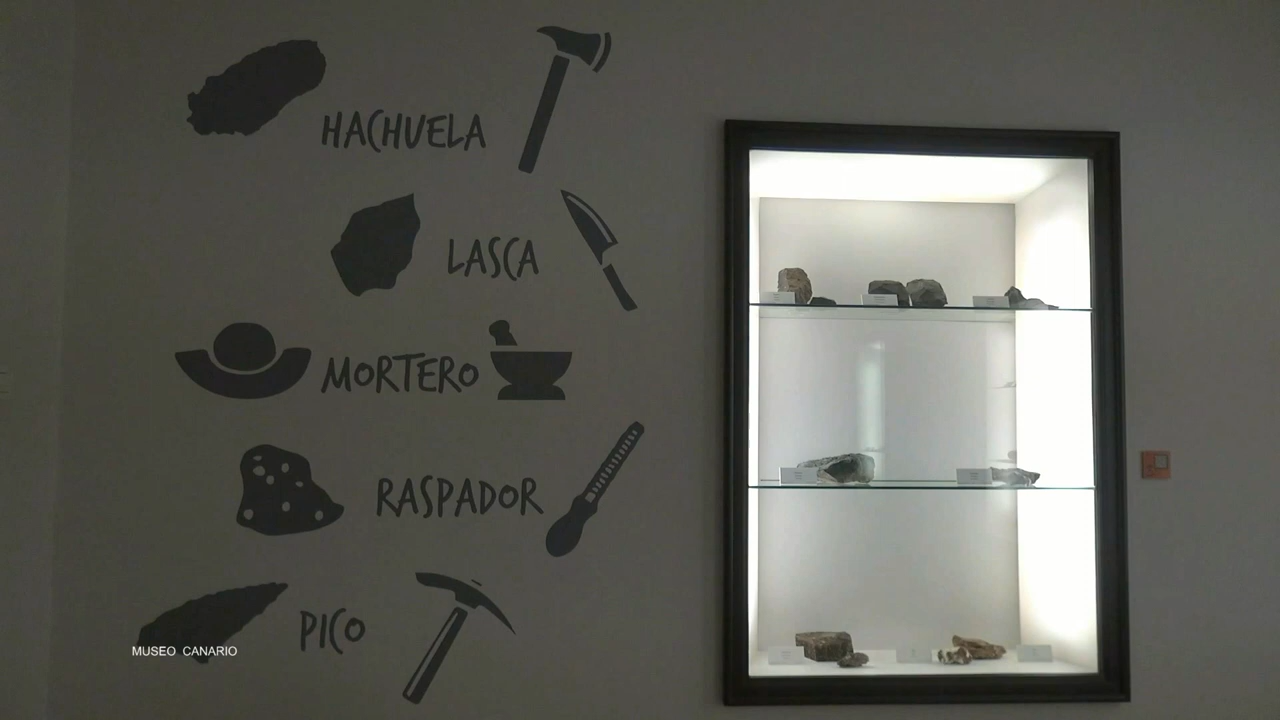 HACHUELA
LASCA
MORTERO
RASPADOR
PICO
MUSEO CANARIO